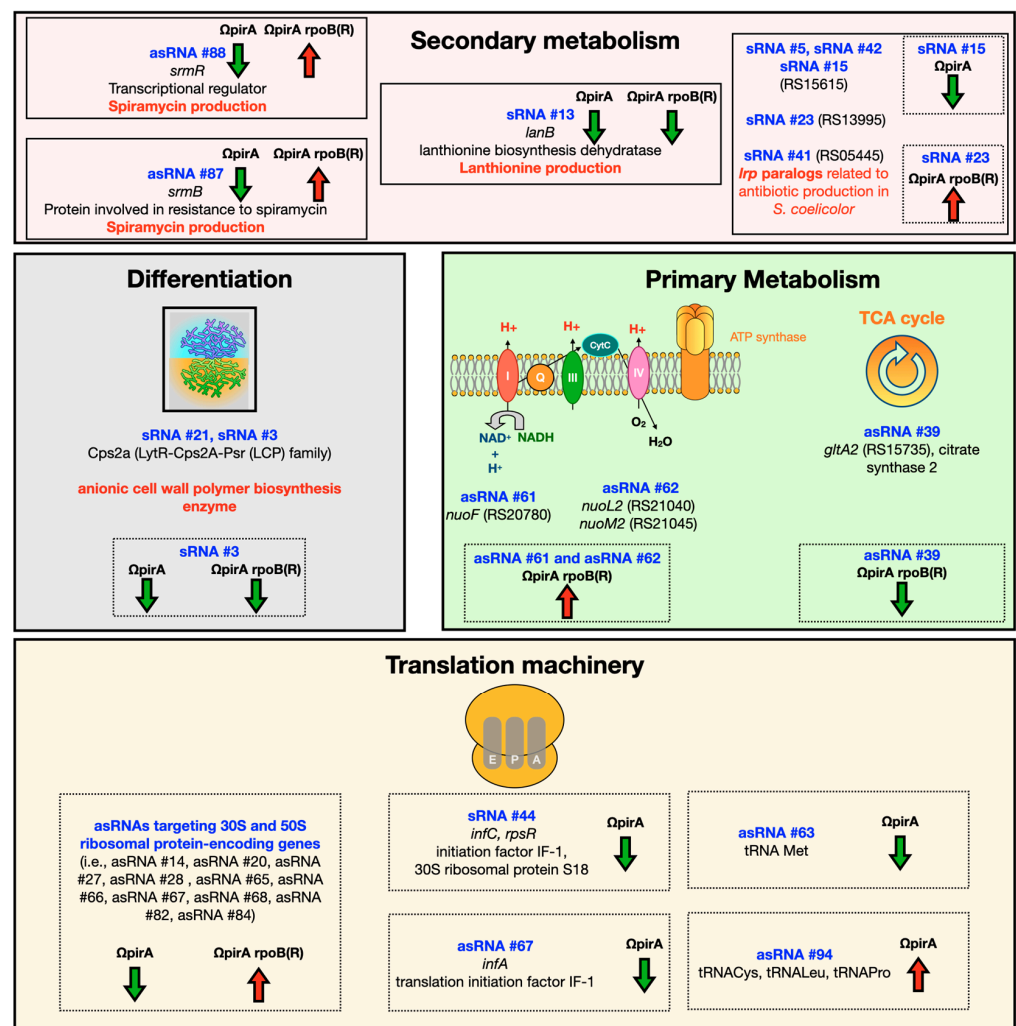 Secondary metabolism
ΩpirA ΩpirA rpoB(R)
asRNA #88
srmR
Transcriptional regulator
Spiramycin production
ΩpirA ΩpirA rpoB(R)
asRNA #87
srmB
Protein involved in resistance to spiramycin
Spiramycin production
ΩpirA ΩpirA rpoB(R)
sRNA #13
lanB
lanthionine biosynthesis dehydratase
Lanthionine production
sRNA #5, sRNA #42
sRNA #15
(RS15615)
sRNA #23 (RS13995)
sRNA #41 (RS05445)
lrp paralogs related to
antibiotic production in
S. coelicolor
sRNA #15
ΩpirA
sRNA #23
ΩpirA rpoB(R)
Differentiation
sRNA #21, sRNA #3
Cps2a (LytR-Cps2A-Psr (LCP) family)
anionic cell wall polymer biosynthesis
enzyme
sRNA #3
ΩpirA ΩpirA rpoB(R)
Primary Metabolism
H+ H+ H+
CytC
I Q III IV
ATP synthase
NAD+ NADH
+
H+
O2
H2O
TCA cycle
asRNA #39
gltA2 (RS15735), citrate
synthase 2
asRNA #61
nuoF (RS20780)
asRNA #62
nuoL2 (RS21040)
nuoM2 (RS21045)
asRNA #61 and asRNA #62
ΩpirA rpoB(R)
asRNA #39
ΩpirA rpoB(R)
Translation machinery
E P A
asRNAs targeting 30S and 50S
ribosomal protein-encoding genes
(i.e., asRNA #14, asRNA #20, asRNA
#27, asRNA #28 , asRNA #65, asRNA
#66, asRNA #67, asRNA #68, asRNA
#82, asRNA #84)
ΩpirA ΩpirA rpoB(R)
sRNA #44
infC, rpsR
initiation factor IF-1,
30S ribosomal protein S18
ΩpirA
asRNA #63
tRNA Met
ΩpirA
asRNA #67
infA
translation initiation factor IF-1
ΩpirA
asRNA #94
tRNACys, tRNALeu, tRNAPro
ΩpirA